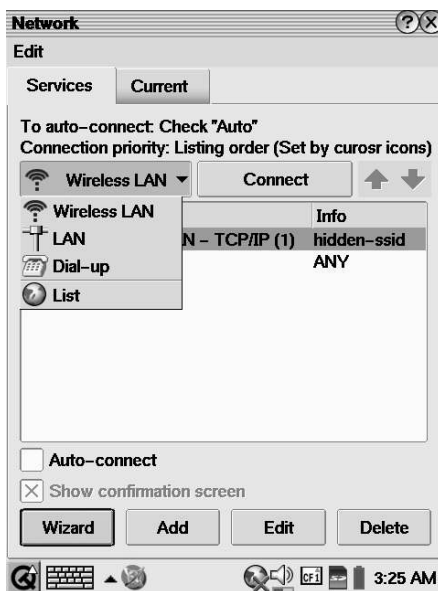 Network
Edit
Services Current
To auto-connect: Check "Auto"
Connection priority: Listing order (Set by curosr icons)
Wireless LAN Connect
Wireless LAN Info
LAN N - TCP/IP (1) hidden-ssid
Dial-up ANY
List
Auto-connect
Show confirmation screen
Wizard Add Edit Delete
CF1 3:25 AM